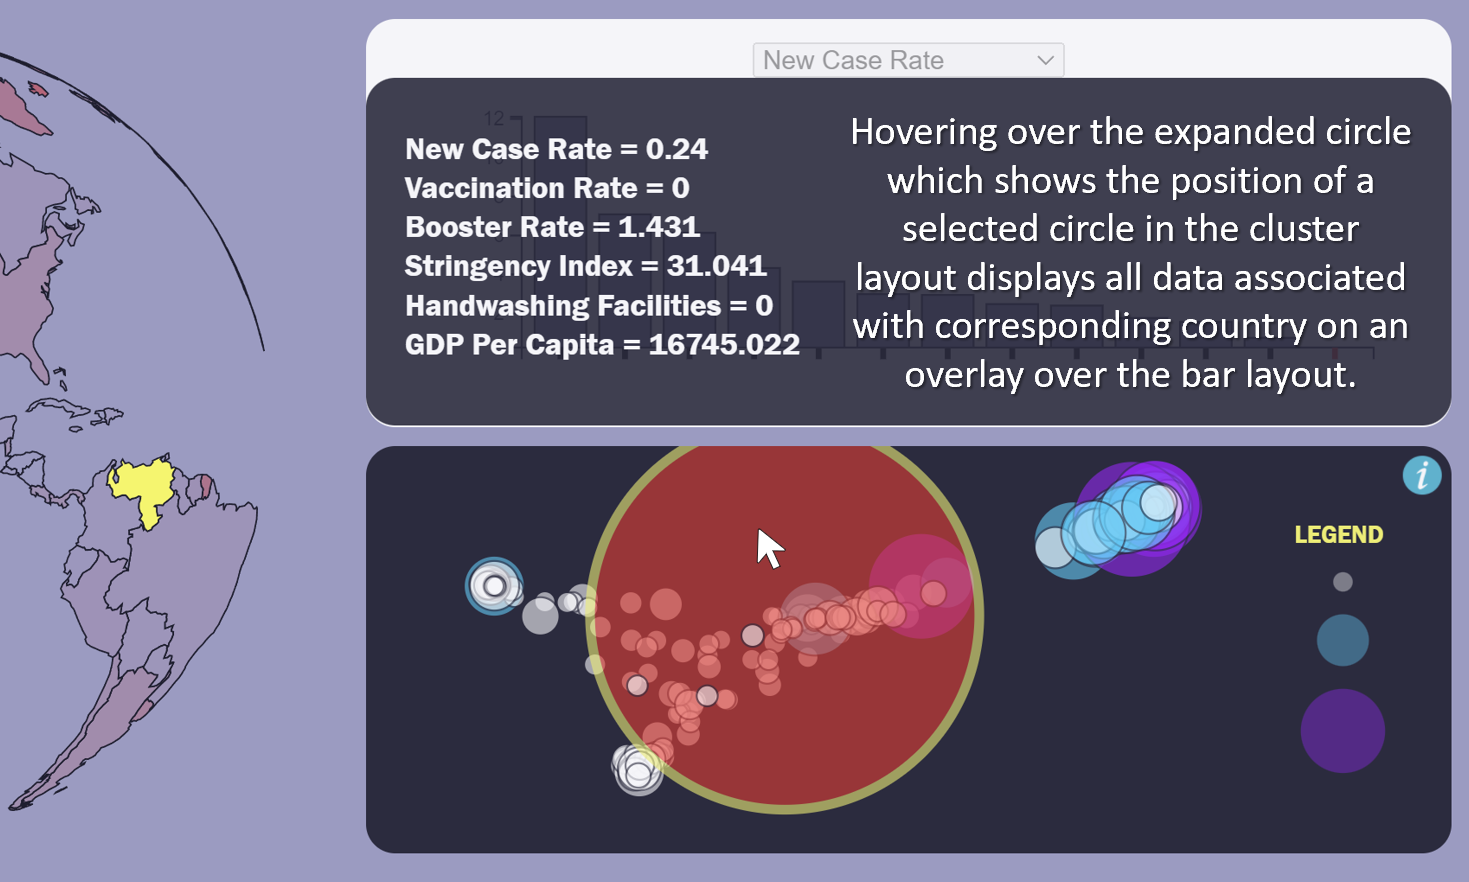 New Case Rate
12
New Case Rate = 0.24
Vaccination Rate = 0
Booster Rate = 1.431
Stringency Index = 31.041
Handwashing Facilities = 0
GDP Per Capita = 16745.022
Hovering over the expanded circle
which shows the position of a
selected circle in the cluster
layout displays all data associated
with corresponding country on an
overlay over the bar layout.
i
LEGEND